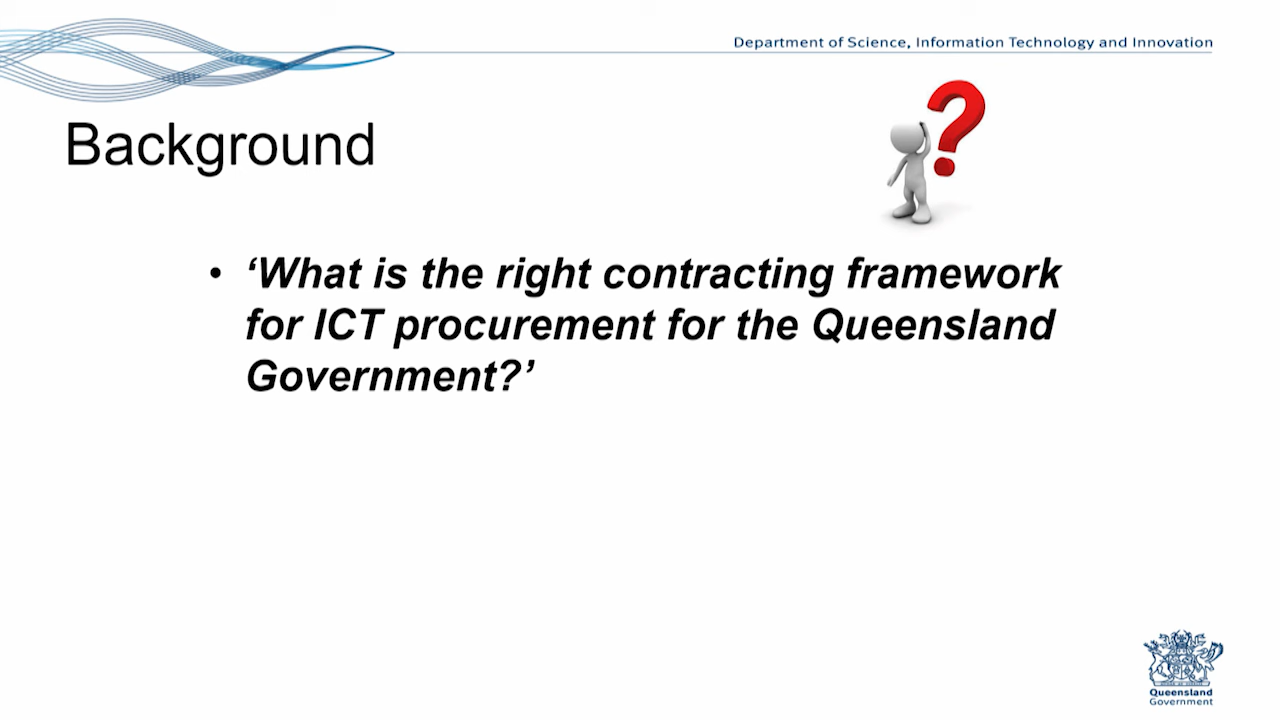 Department of Science, Information Technology and Innovation
Background
• ‘What is the right contracting framework
for ICT procurement for the Queensland
Government?’
Queensland
Government